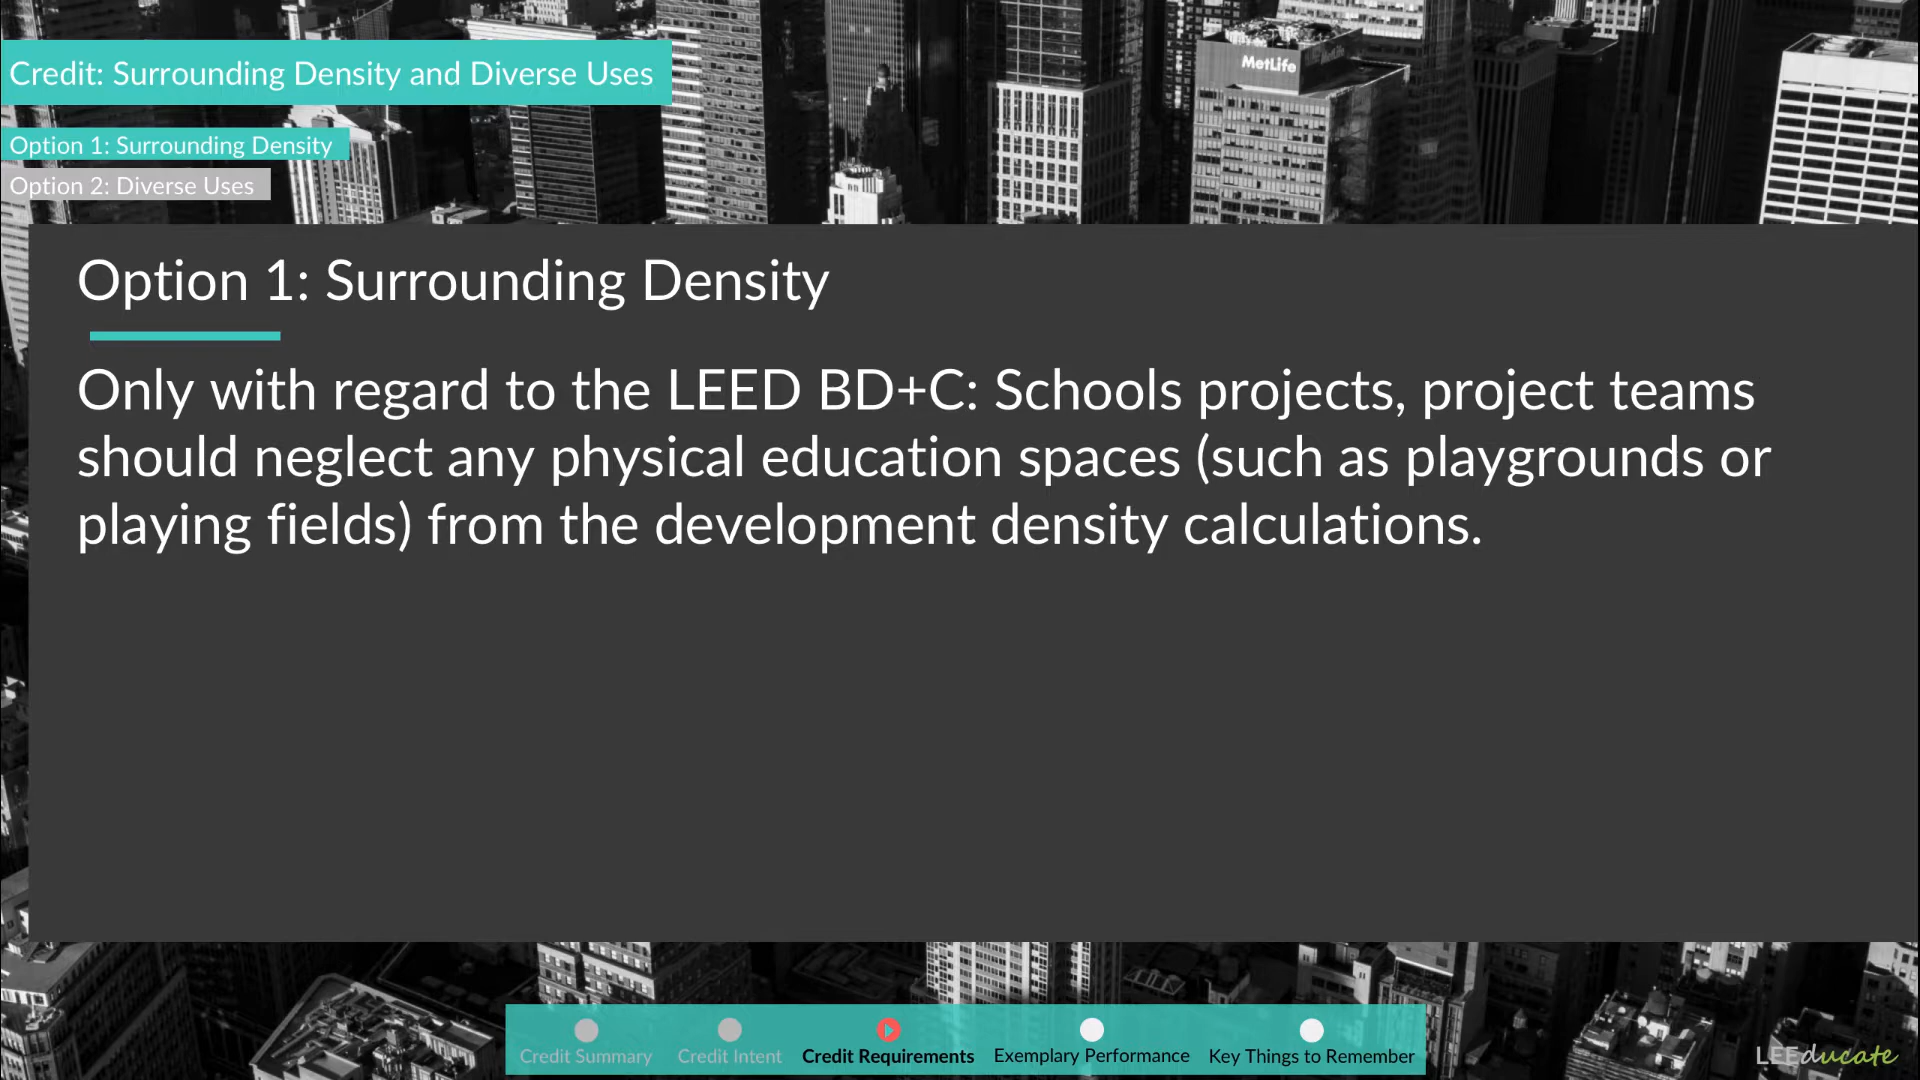 MetLife
Credit: Surrounding Density and Diverse Uses
Option 1: Surrounding Density
Option 2: Diverse Uses
Option 1: Surrounding Density
Only with regard to the LEED BD+C: Schools projects, project teams
should neglect any physical education spaces (such as playgrounds or
playing fields) from the development density calculations.
Credit Summary
Credit Intent
Credit Requirements
Exemplary Performance
Key Things to Remember
LEEducate